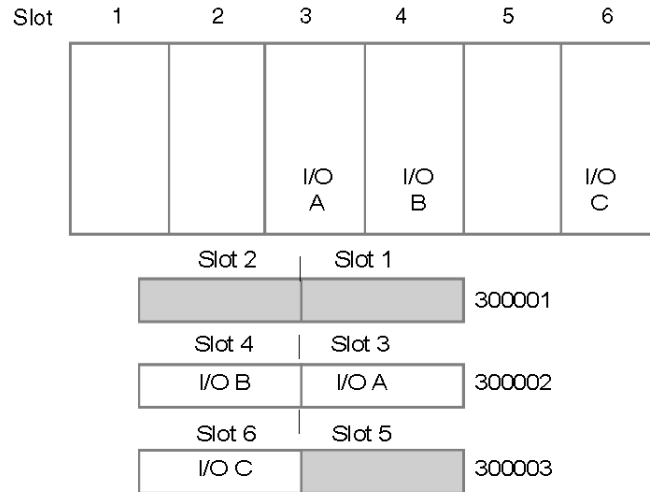 Slot 1 2 3 4 5 6
I/O I/O I/O
A B C
Slot 2 Slot 1
300001
Slot 4 Slot 3
I/O B I/O A 300002
Slot 6 Slot 5
I/O C 300003